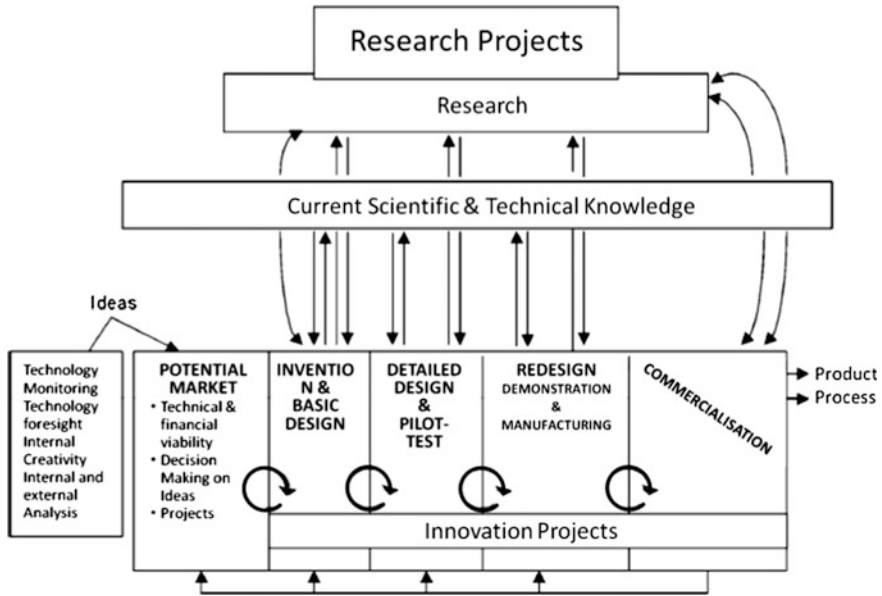 Research Projects
Research
Current Scientific & Technical Knowledge
Ideas
Technology
Monitoring
Technology
foresight
Internal
Creativity
Internal and
external
Analysis
POTENTIAL
MARKET
• Technical &
financial
viability
• Decision
Making on
Ideas
• Projects
INVENTIO
N &
BASIC
DESIGN
DETAILED
DESIGN
&
PILOT-
TEST
REDESIGN
DEMONSTRATION
&
MANUFACTURING
COMMERCIALISATION
Product
Process
Innovation Projects